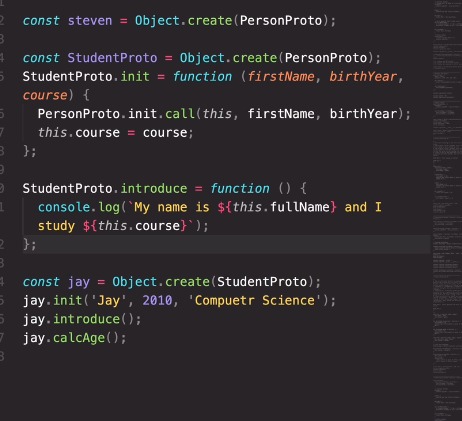 const steven = Object.create(PersonProto);
const StudentProto = Object.create(PersonProto);
StudentProto.init = function (firstName, birthYear,
course) {
PersonProto.init.call(this, firstName, birthYear);
this.course = course;
};
StudentProto.introduce = function () {
console.log(`My name is ${this.fullName} and I
study ${this.course}`);
};
const jay = Object.create(StudentProto);
jay.init('Jay', 2010, 'Compuetr Science');
jay.introduce();
jay.calcAge();